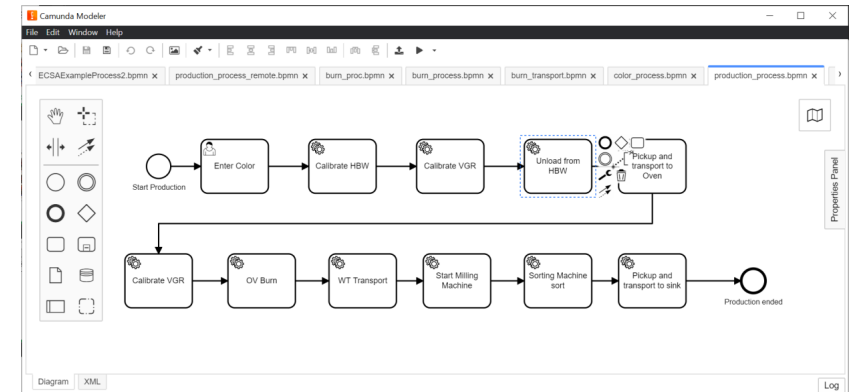 Camunda Modeler
File Edit Window Help
ECSAExampleProcess2.bpmn x production_process_remote.bpmn x burn_proc.bpmn x burn_process.bpmn x burn_transport.bpmn x color_process.bpmn x production_process.bpmn x
Start Production
Enter Color
Calibrate HBW
Calibrate VGR
Unload from
HBW
Pickup and
transport to
Oven
Properties Panel
Calibrate VGR
OV Burn
WT Transport
Start Milling
Machine
Sorting Machine
sort
Pickup and
transport to sink
Production ended
Diagram XML
Log